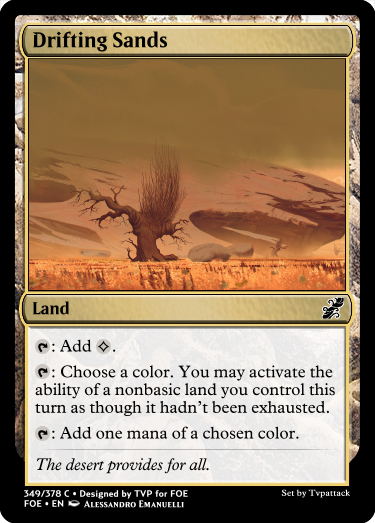 Drifting Sands
Land
: Add .
: Choose a color. You may activate the
ability of a nonbasic land you control this
turn as though it hadn't been exhausted.
: Add one mana of a chosen color.
The desert provides for all.
349/378 C • Designed by TVP for FOE
Set by Tvpattack
FOE • EN Alessandro Emanuelli